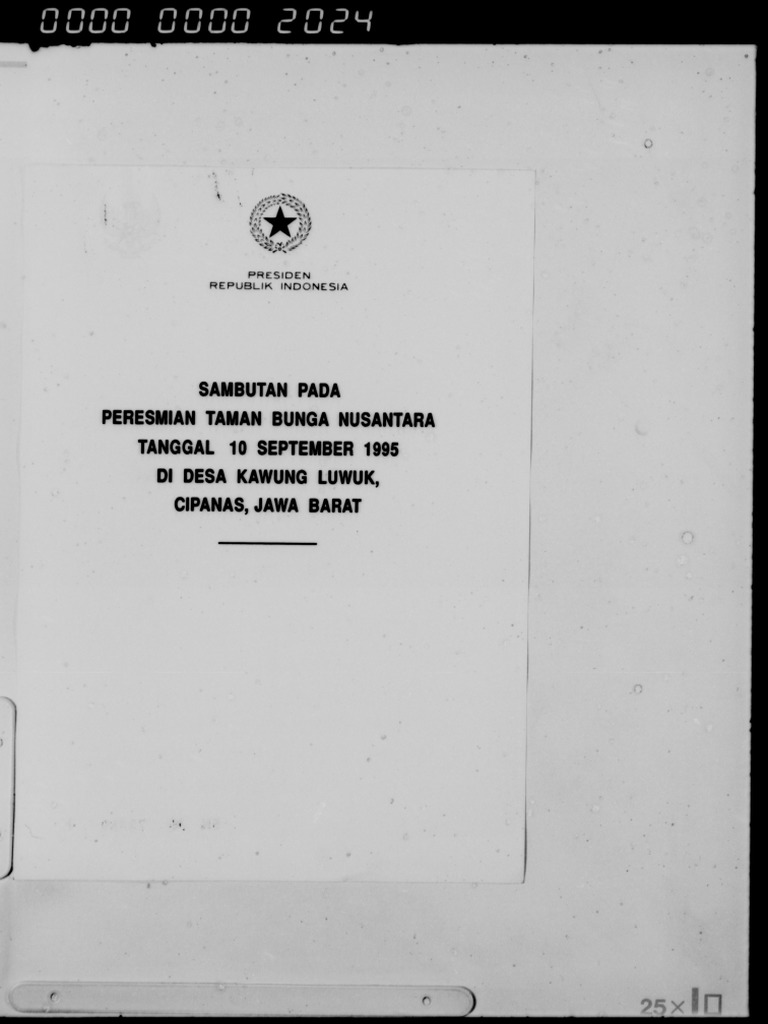 0000 0000 2024
PRESIDEN
REPUBLIK INDONESIA
SAMBUTAN PADA
PERESMIAN TAMAN BUNGA NUSANTARA
TANGGAL 10 SEPTEMBER 1995
DI DESA KAWUNG LUWUK,
CIPANAS, JAWA BARAT
25×